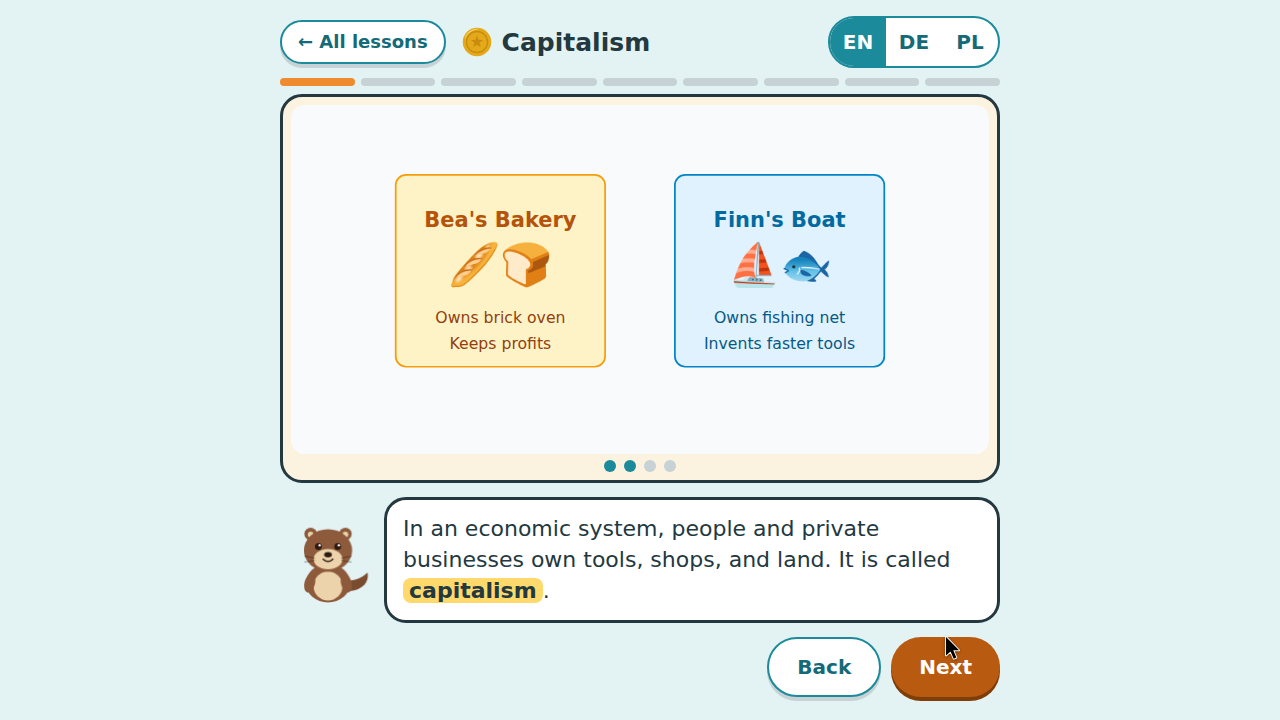 ← All lessons
Capitalism
EN DE PL
Bea's Bakery
Owns brick oven
Keeps profits
Finn's Boat
Owns fishing net
Invents faster tools
In an economic system, people and private
businesses own tools, shops, and land. It is called
capitalism.
Back
Next